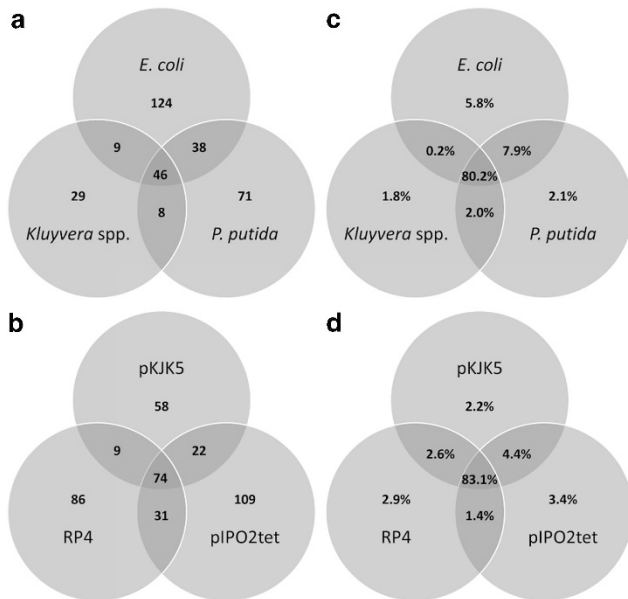 a
E. coli
124
9
38
46
29
71
8
Kluyvera spp.
P. putida
c
E. coli
5.8%
0.2%
7.9%
80.2%
1.8%
2.1%
2.0%
Kluyvera spp.
P. putida
b
pKJK5
58
9
22
74
86
109
31
RP4
pIPO2tet
d
pKJK5
2.2%
2.6%
4.4%
83.1%
2.9%
3.4%
1.4%
RP4
pIPO2tet